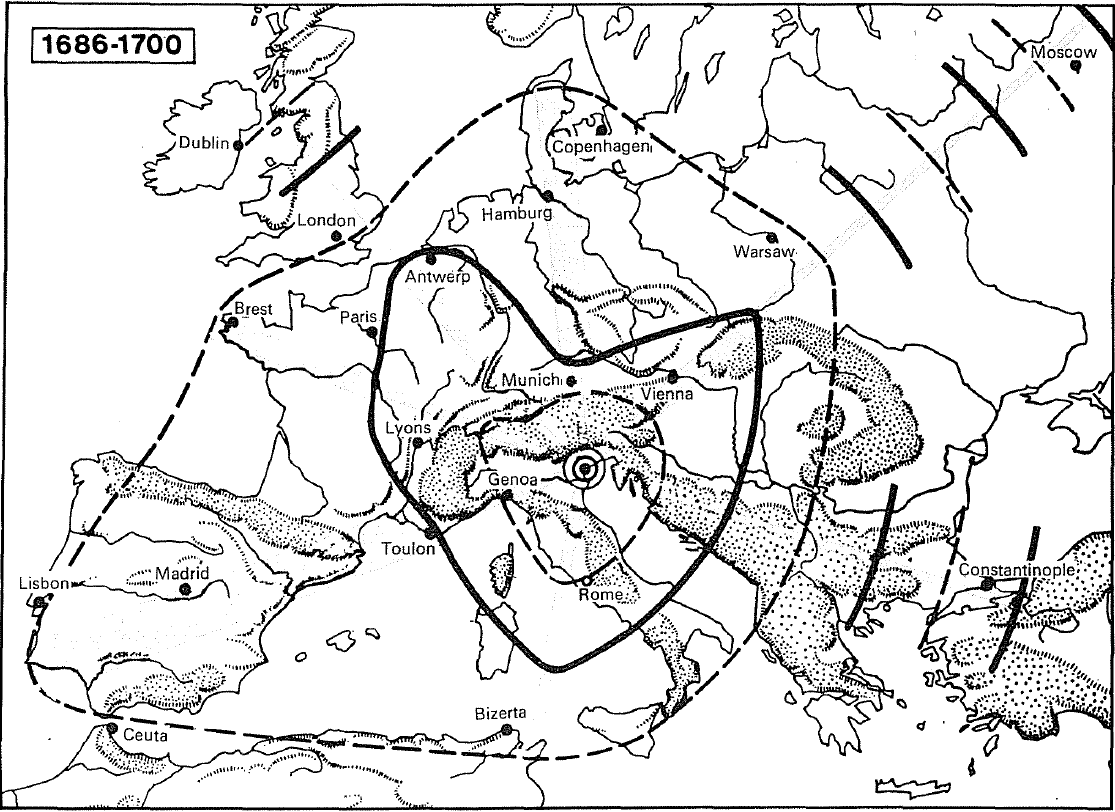 1686-1700
Moscow
Dublin
Copenhagen
London
Hamburg
Warsaw
Antwerp
Brest
Paris
Munich
Vienna
Lyons
Genoa
Toulon
Lisbon
Madrid
Rome
Constantinople
Bizerta
Ceuta